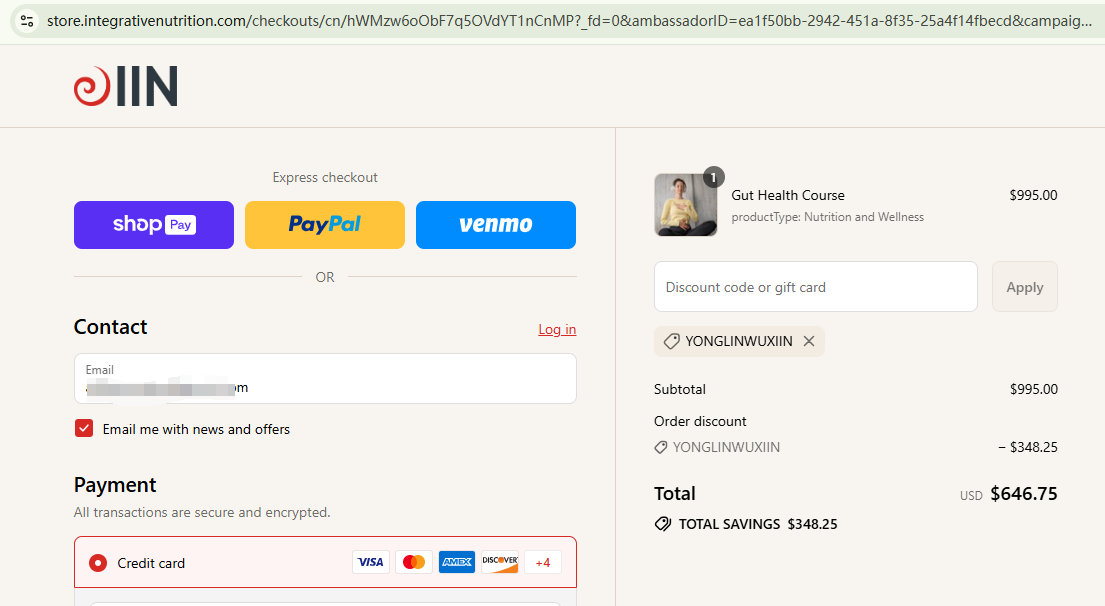 store.integrativenutrition.com/checkouts/cn/hWMzw6oObF7q5OVdYT1nCnMP?_fd=0&ambassadorID=ea1f50bb-2942-451a-8f35-25a4f14fbecd&campaig...
IIN
Express checkout
shop Pay
PayPal
venmo
OR
Contact
Log in
Email
om
Email me with news and offers
Payment
All transactions are secure and encrypted.
Credit card
VISA
AMEX
DISCOVER
+4
1
Gut Health Course
$995.00
productType: Nutrition and Wellness
Discount code or gift card
Apply
YONGLINWUXIIN
Subtotal
$995.00
Order discount
YONGLINWUXIIN
– $348.25
Total
USD $646.75
TOTAL SAVINGS $348.25